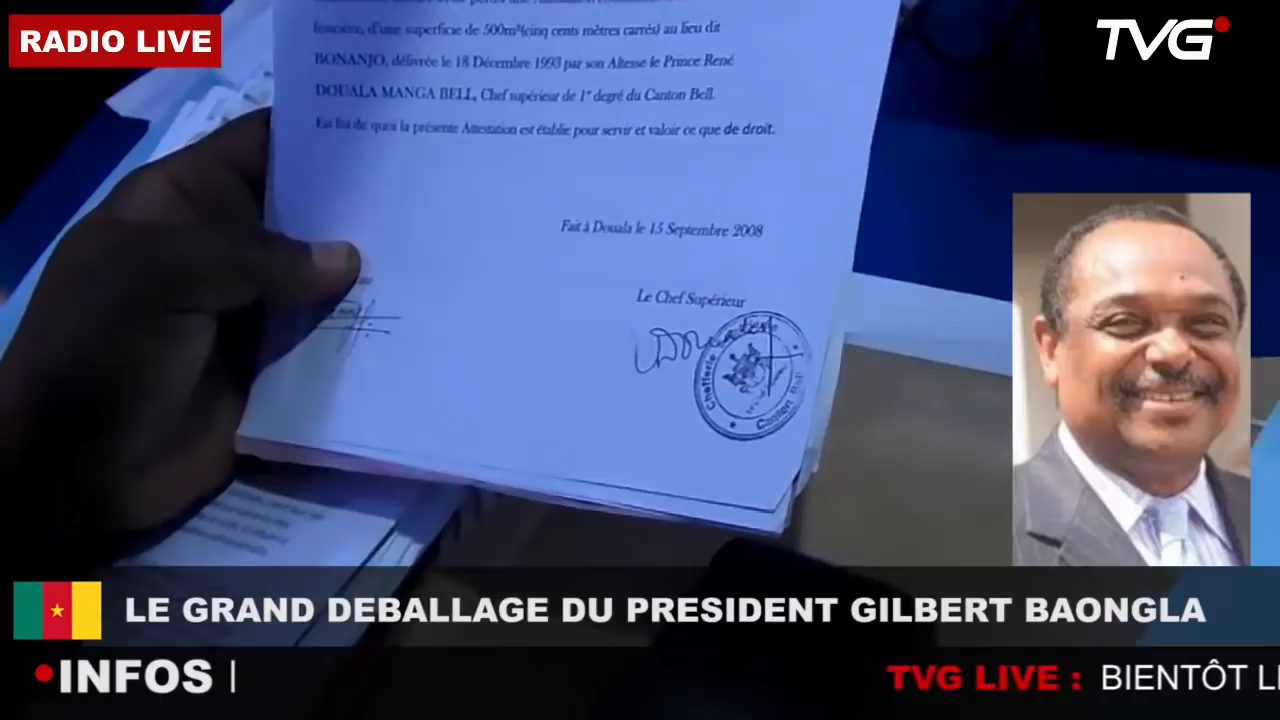 RADIO LIVE
TVG
foncière, d'une superficie de 500m²(cinq cents mètres carrés) au lieu dit
BONANJO, délivrée le 18 Décembre 1993 par son Altesse le Prince René
DOUALA MANGA BELL, Chef supérieur de 1° degré du Canton Bell.
En foi de quoi la présente Attestation est établie pour servir et valoir ce que de droit.
Fait à Douala le 15 Septembre 2008
Le Chef Supérieur
Chefferie
Canton Bell
LE GRAND DEBALLAGE DU PRESIDENT GILBERT BAONGLA
INFOS |
TVG LIVE : BIENTÔT